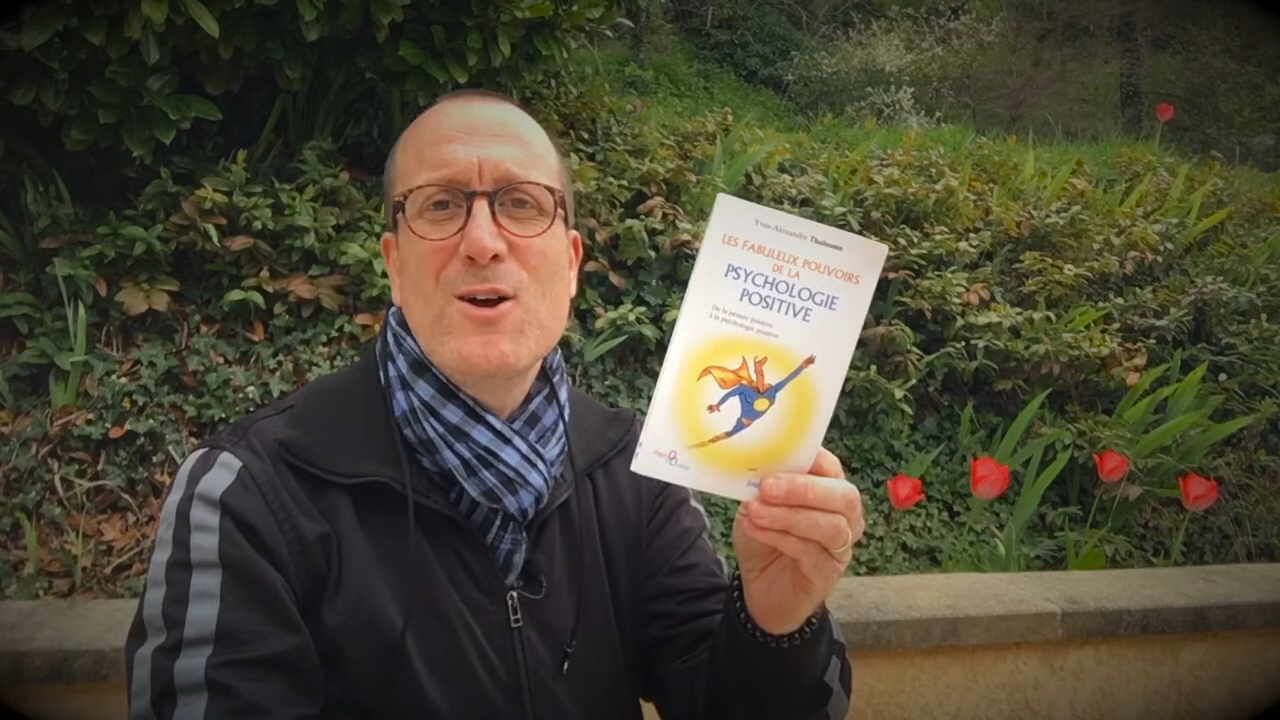 Yves-Alexandre Thalmann
LES FABULEUX POUVOIRS
DE LA
PSYCHOLOGIE
POSITIVE
De la pensée positive
à la psychologie positive